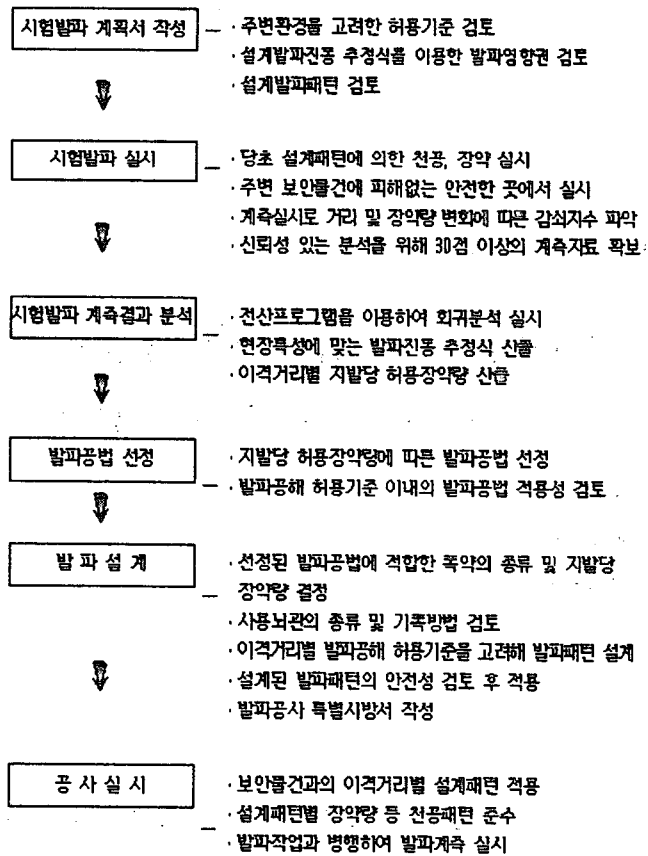 시험발파 계획서 작성
· 주변환경을 고려한 허용기준 검토
· 설계발파진동 추정식를 이용한 발파영향권 검토
· 설계발파패턴 검토
시험발파 실시
· 당초 설계패턴에 의한 천공, 장약 실시
· 주변 보안물건에 피해없는 안전한 곳에서 실시
· 계측실시로 거리 및 장약량 변화에 따른 감쇠지수 파악
· 신뢰성 있는 분석을 위해 30점 이상의 계측자료 확보
시험발파 계측결과 분석
· 전산프로그램을 이용하여 회귀분석 실시
· 현장특성에 맞는 발파진동 추정식 산출
· 이격거리별 지발당 허용장약량 산출
발파공법 선정
· 지발당 허용장약량에 따른 발파공법 선정
· 발파공해 허용기준 이내의 발파공법 적용성 검토
발 파 설 계
· 선정된 발파공법에 적합한 폭약의 종류 및 지발당
장약량 결정
· 사용뇌관의 종류 및 기폭방법 검토
· 이격거리별 발파공해 허용기준을 고려해 발파패턴 설계
· 설계된 발파패턴의 안전성 검토 후 적용
· 발파공사 특별시방서 작성
공 사 실 시
· 보안물건과의 이격거리별 설계패턴 적용
· 설계패턴별 장약량 등 천공패턴 준수
· 발파작업과 병행하여 발파계측 실시